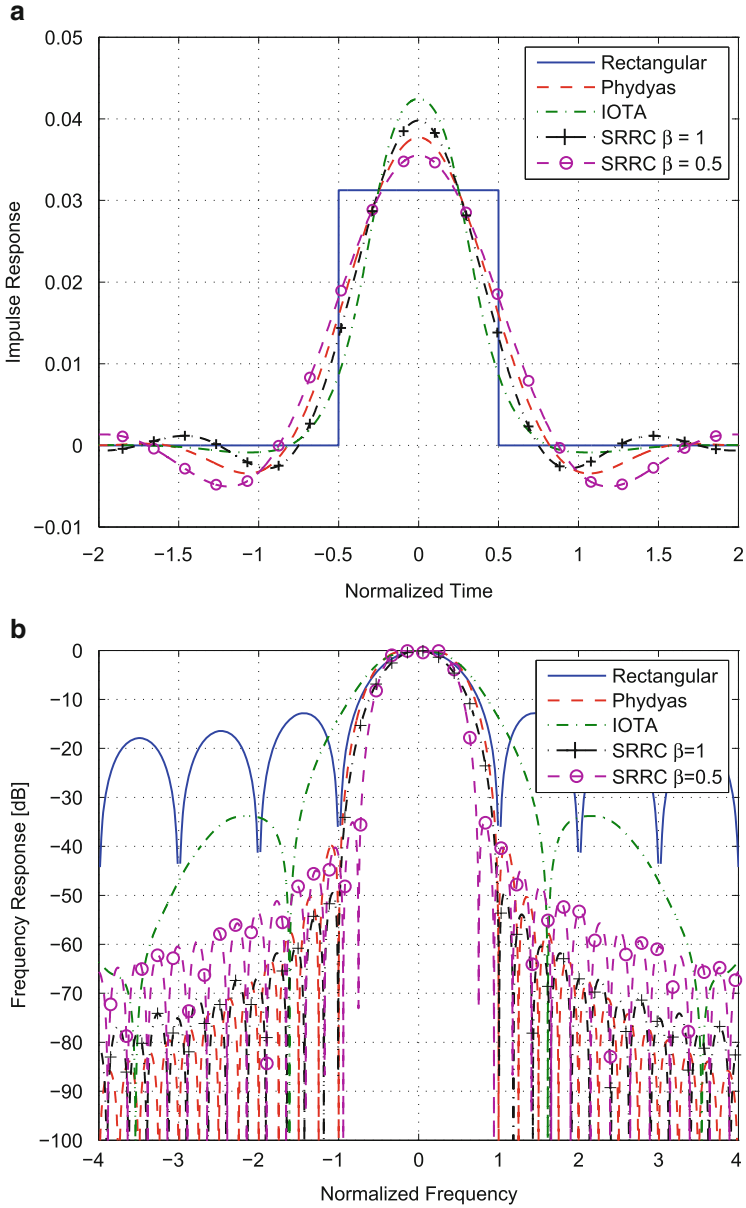 a
0.05
0.04
0.03
0.02
0.01
0
−0.01
Impulse Response
Rectangular
Phydyas
IOTA
SRRC β = 1
SRRC β = 0.5
−2 −1.5 −1 −0.5 0 0.5 1 1.5 2
Normalized Time
b
0
−10
−20
−30
−40
−50
−60
−70
−80
−90
−100
Frequency Response [dB]
Rectangular
Phydyas
IOTA
SRRC β=1
SRRC β=0.5
−4 −3 −2 −1 0 1 2 3 4
Normalized Frequency